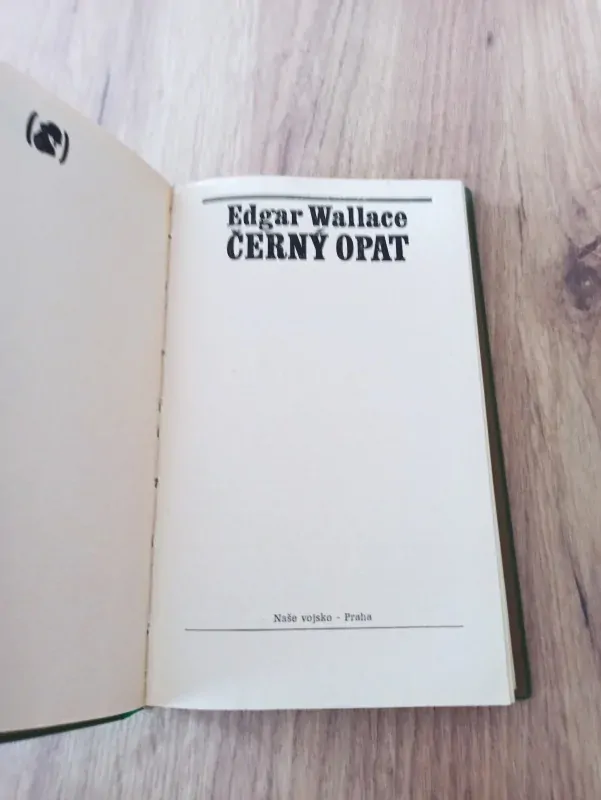 Edgar Wallace
ČERNÝ OPAT
Naše vojsko - Praha